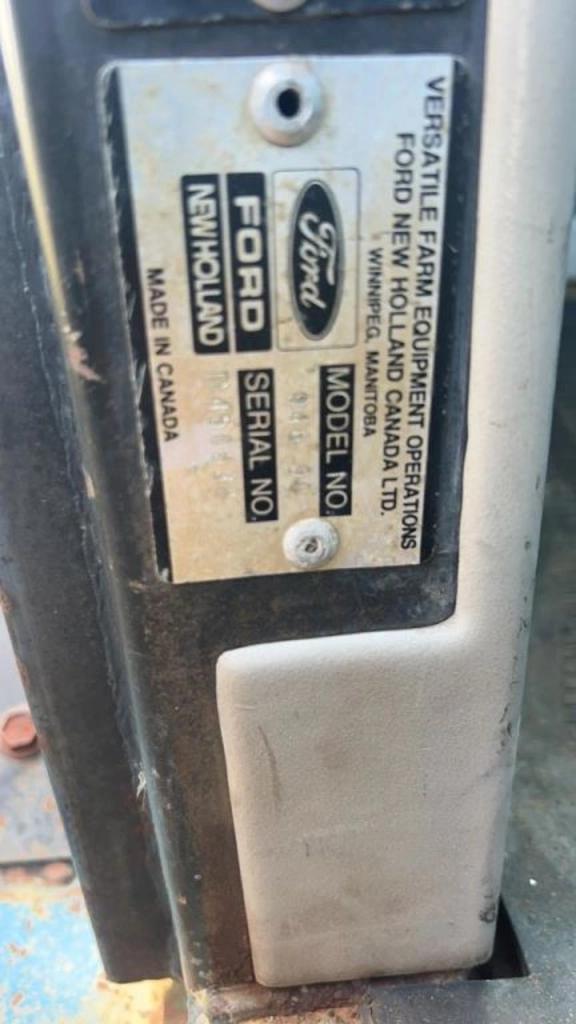 VERSATILE FARM EQUIPMENT OPERATIONS
FORD NEW HOLLAND CANADA LTD.
WINNIPEG, MANITOBA
Ford
MODEL NO.
FORD
NEW HOLLAND
SERIAL NO.
MADE IN CANADA